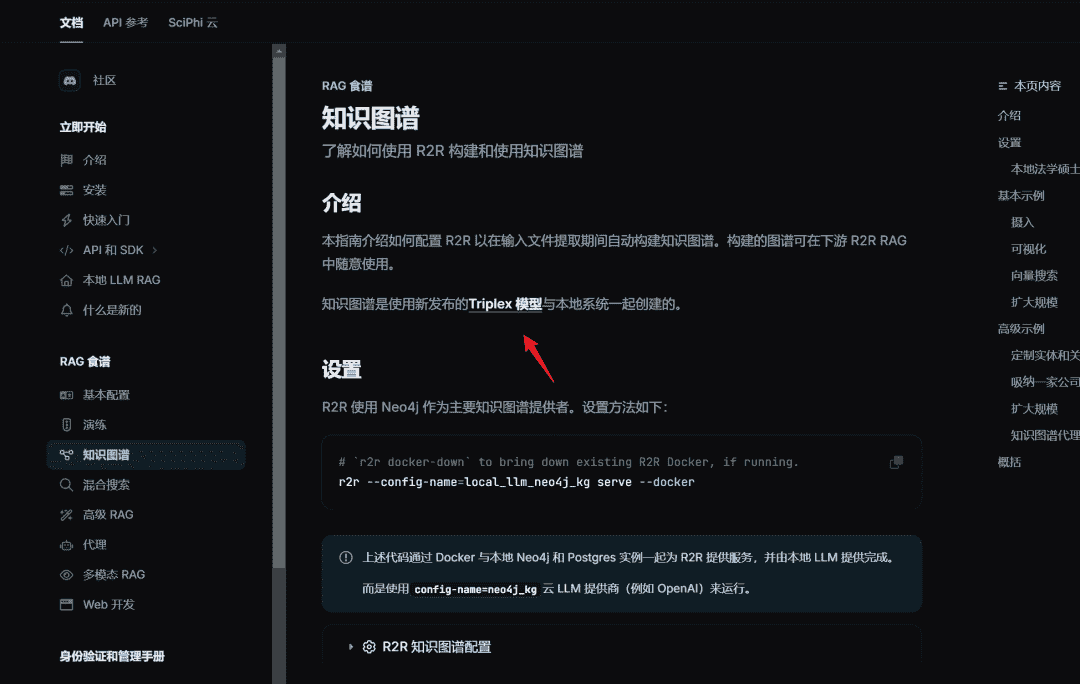 文档 API 参考 SciPhi 云
社区
立即开始
介绍
安装
快速入门
API 和 SDK
本地 LLM RAG
什么是新的
RAG 食谱
基本配置
演练
知识图谱
混合搜索
高级 RAG
代理
多模态 RAG
Web 开发
身份验证和管理手册
RAG 食谱
知识图谱
了解如何使用 R2R 构建和使用知识图谱
介绍
本指南介绍如何配置 R2R 以在输入文件提取期间自动构建知识图谱。构建的图谱可在下游 R2R RAG
中随意使用。
知识图谱是使用新发布的Triplex 模型与本地系统一起创建的。
设置
R2R 使用 Neo4j 作为主要知识图谱提供者。设置方法如下：
# `r2r docker-down` to bring down existing R2R Docker, if running.
r2r --config-name=local_llm_neo4j_kg serve --docker
上述代码通过 Docker 与本地 Neo4j 和 Postgres 实例一起为 R2R 提供服务，并由本地 LLM 提供完成。
而是使用 config-name=neo4j_kg 云 LLM 提供商（例如 OpenAI）来运行。
R2R 知识图谱配置
本页内容
介绍
设置
本地法学硕士
基本示例
摄入
可视化
向量搜索
扩大规模
高级示例
定制实体和关
吸纳一家公司
扩大规模
知识图谱代理
概括